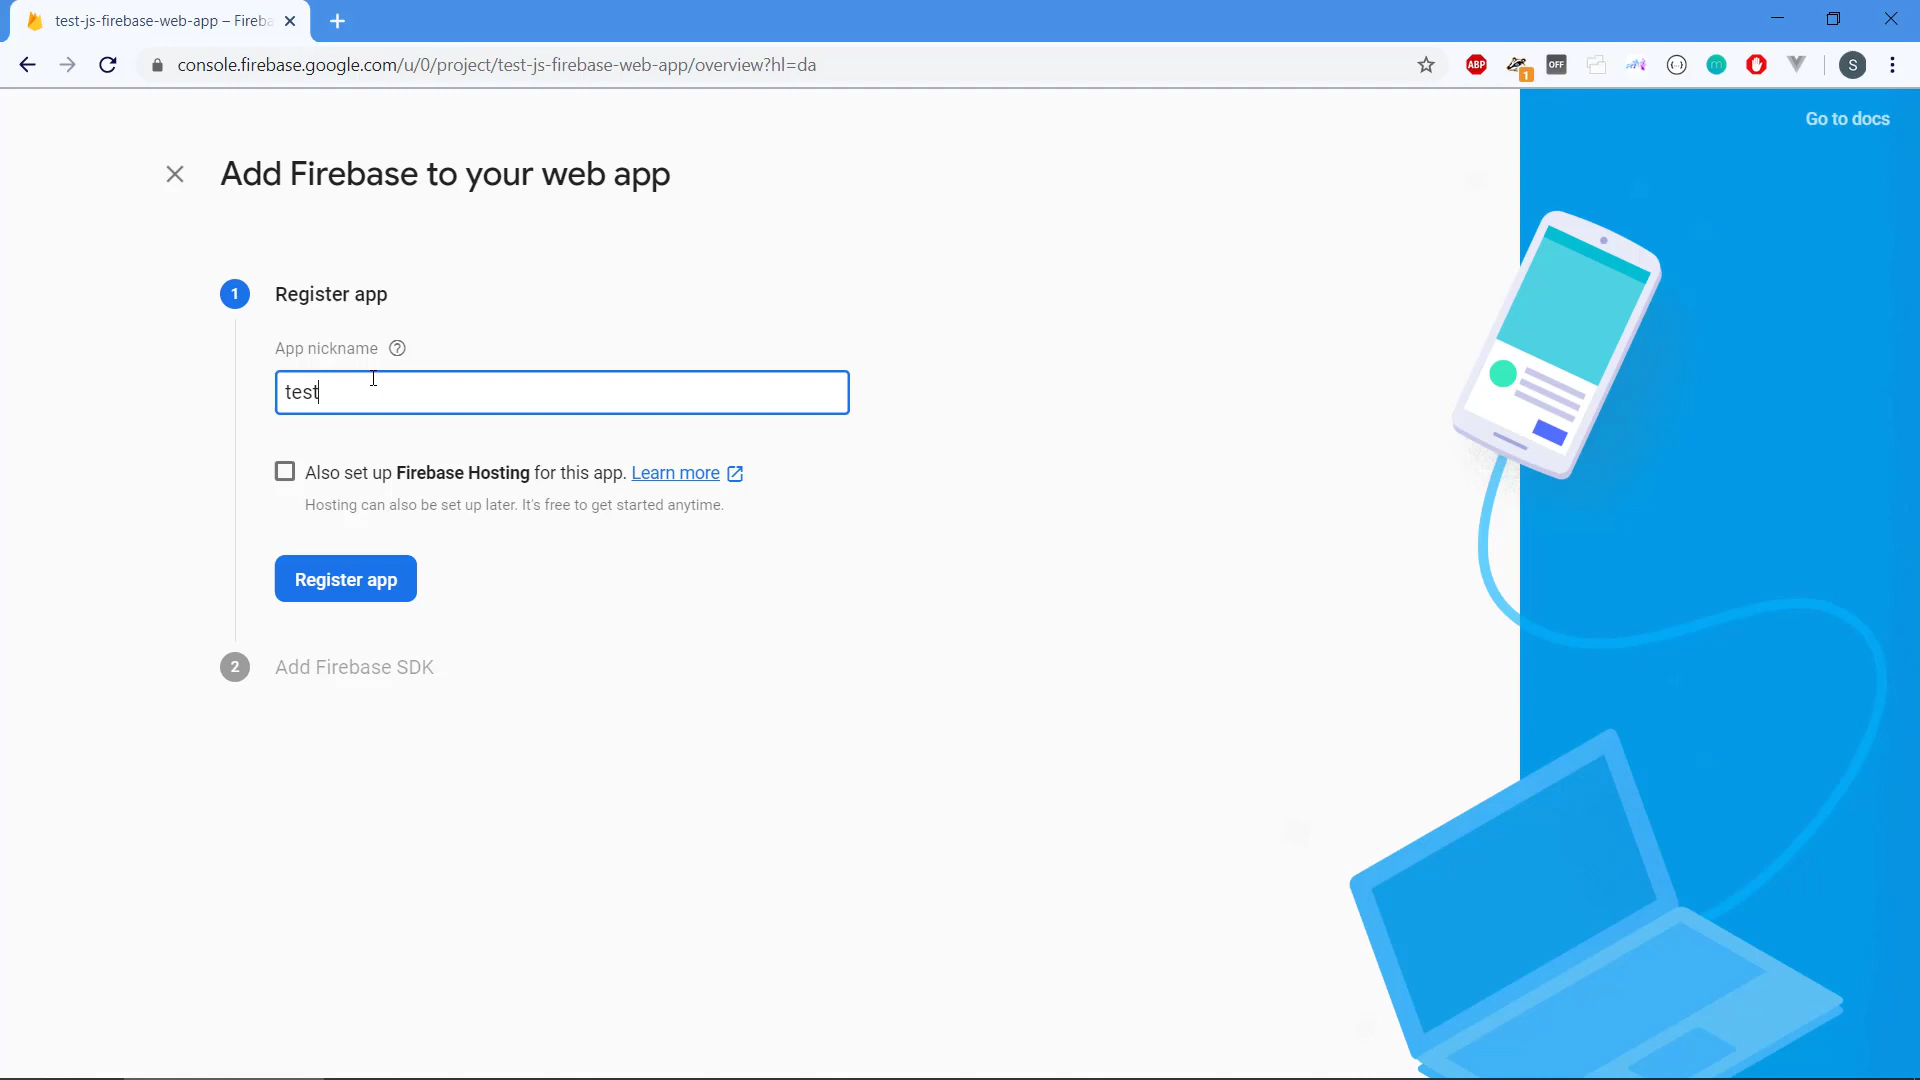 test-js-firebase-web-app – Fireba
console.firebase.google.com/u/0/project/test-js-firebase-web-app/overview?hl=da
ABP
1
OFF
m
S
Go to docs
Add Firebase to your web app
1 Register app
App nickname
test
Also set up Firebase Hosting for this app. Learn more
Hosting can also be set up later. It's free to get started anytime.
Register app
2 Add Firebase SDK